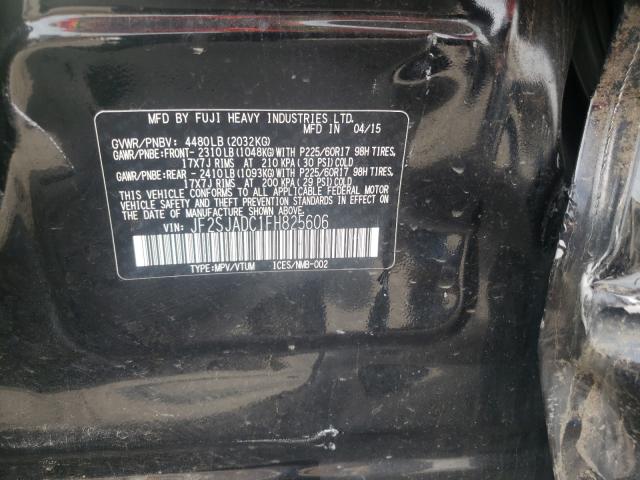 MFD BY FUJI HEAVY INDUSTRIES LTD.
MFD IN 04/15
GVWR/PNBV: 4480LB(2032KG)
GAWR/PNBE:FRONT-2310LB(1048KG)WITH P225/60R17 98H TIRES,
17X7J RIMS AT 210 KPA(30 PSI)COLD
GAWR/PNBE:REAR -2410LB(1093KG)WITH P225/60R17 98H TIRES,
17X7J RIMS AT 200 KPA(29 PSI)COLD
THIS VEHICLE CONFORMS TO ALL APPLICABLE FEDERAL MOTOR
VEHICLE SAFETY, BUMPER, AND THEFT PREVENTION STANDARDS IN
EFFECT ON THE DATE OF MANUFACTURE SHOWN ABOVE.
VIN: JF2SJADC1FH825606
TYPE:MPV/VTUM ICES/NMB-002